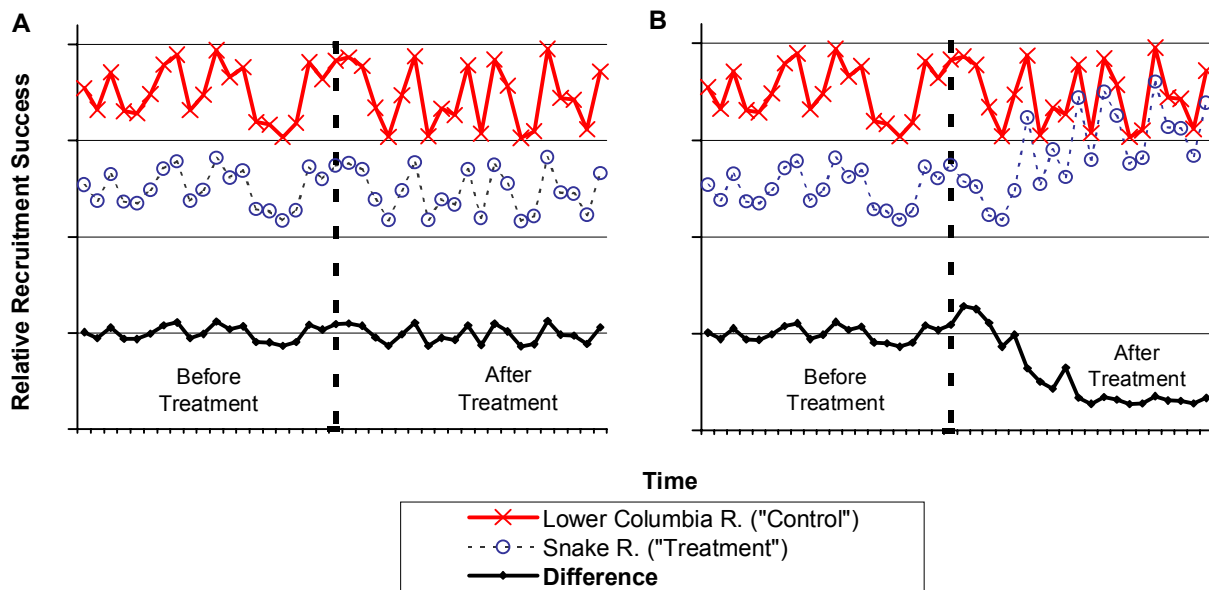 A
B
Relative Recruitment Success
Before
Treatment
After
Treatment
Before
Treatment
After
Treatment
Time
Lower Columbia R. ("Control")
Snake R. ("Treatment")
Difference